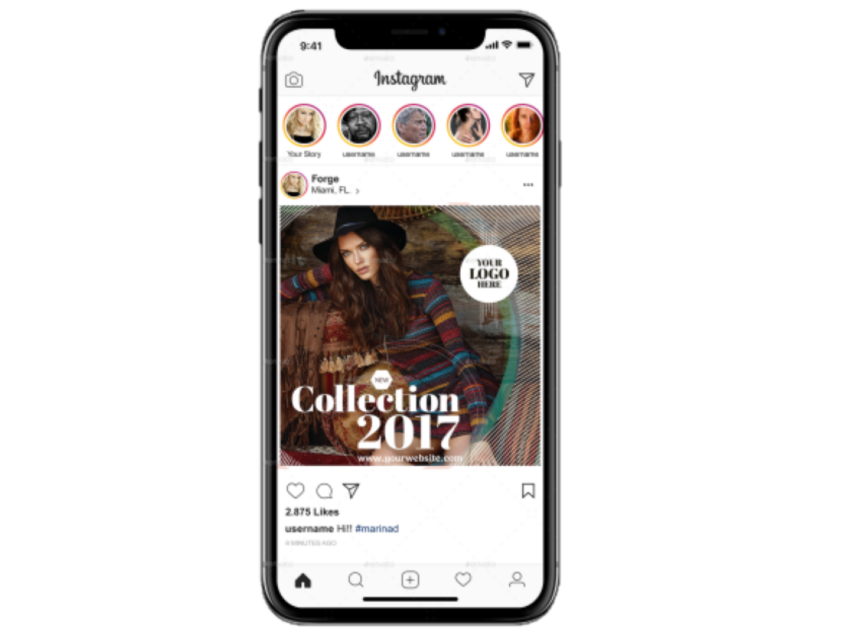 9:41
Instagram
Your Story username username username username
Forge
Miami, FL. >
YOUR
LOGO
HERE
NEW
Collection
2017
www.yourwebsite.com
2.875 Likes
username Hi!! #marinad
6 MINUTES AGO